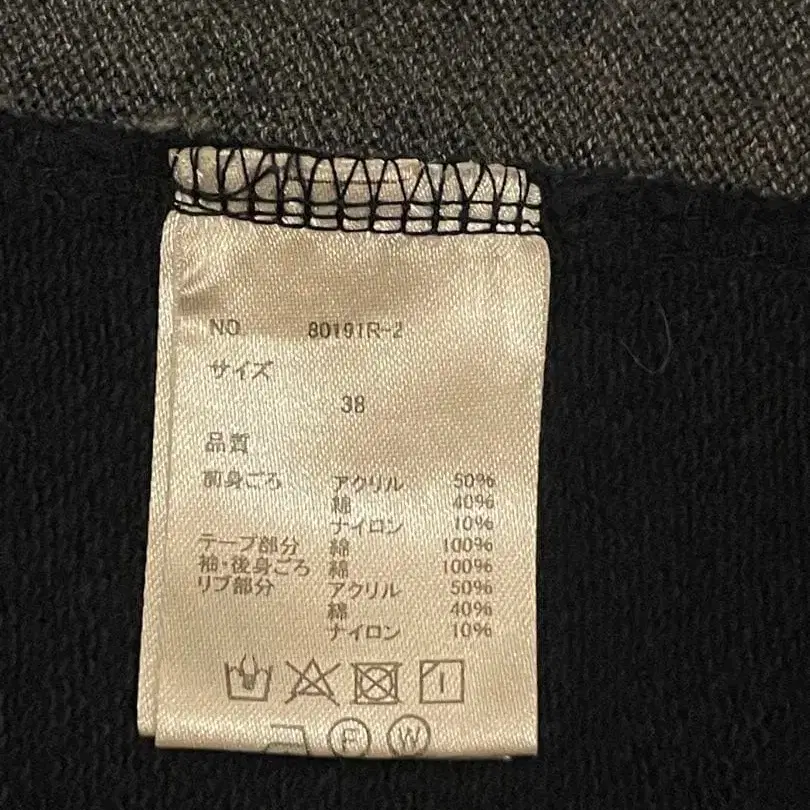 NO 80191R-2
サイズ
38
品質
前身ごろ アクリル 50%
綿 40%
ナイロン 10%
テープ部分 綿 100%
袖・後身ごろ 綿 100%
リブ部分 アクリル 50%
綿 40%
ナイロン 10%
P W